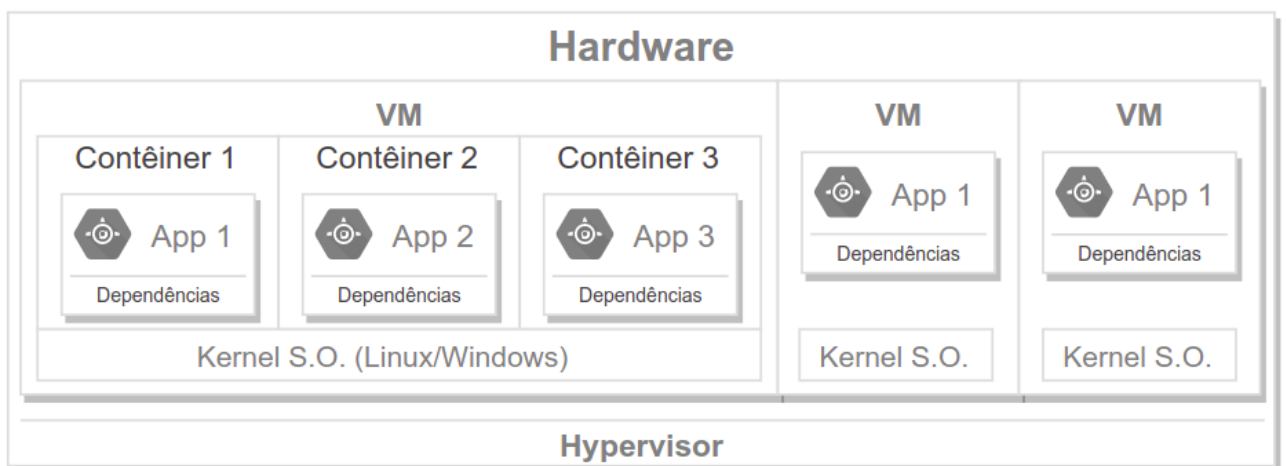 Hardware
VM
Contêiner 1
App 1
Dependências
Contêiner 2
App 2
Dependências
Contêiner 3
App 3
Dependências
Kernel S.O. (Linux/Windows)
VM
App 1
Dependências
Kernel S.O.
VM
App 1
Dependências
Kernel S.O.
Hypervisor